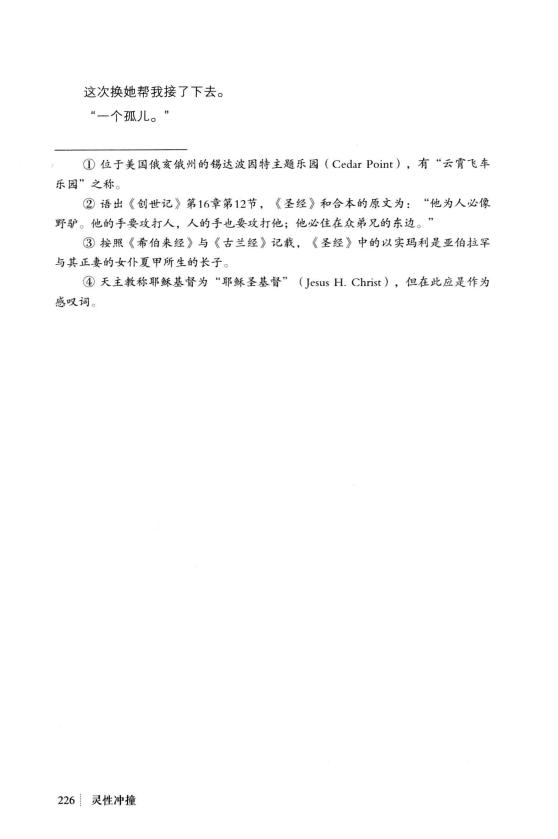 这次换她帮我接了下去。
“一个孤儿。”
① 位于美国俄亥俄州的锡达波因特主题乐园（Cedar Point），有“云霄飞车
乐园”之称。
② 语出《创世记》第16章第12节，《圣经》和合本的原文为：“他为人必像
野驴。他的手要攻打人，人的手也要攻打他；他必住在众弟兄的东边。”
③ 按照《希伯来经》与《古兰经》记载，《圣经》中的以实玛利是亚伯拉罕
与其正妻的女仆夏甲所生的长子。
④ 天主教称耶稣基督为“耶稣圣基督”（Jesus H. Christ），但在此应是作为
感叹词。
226 灵性冲撞